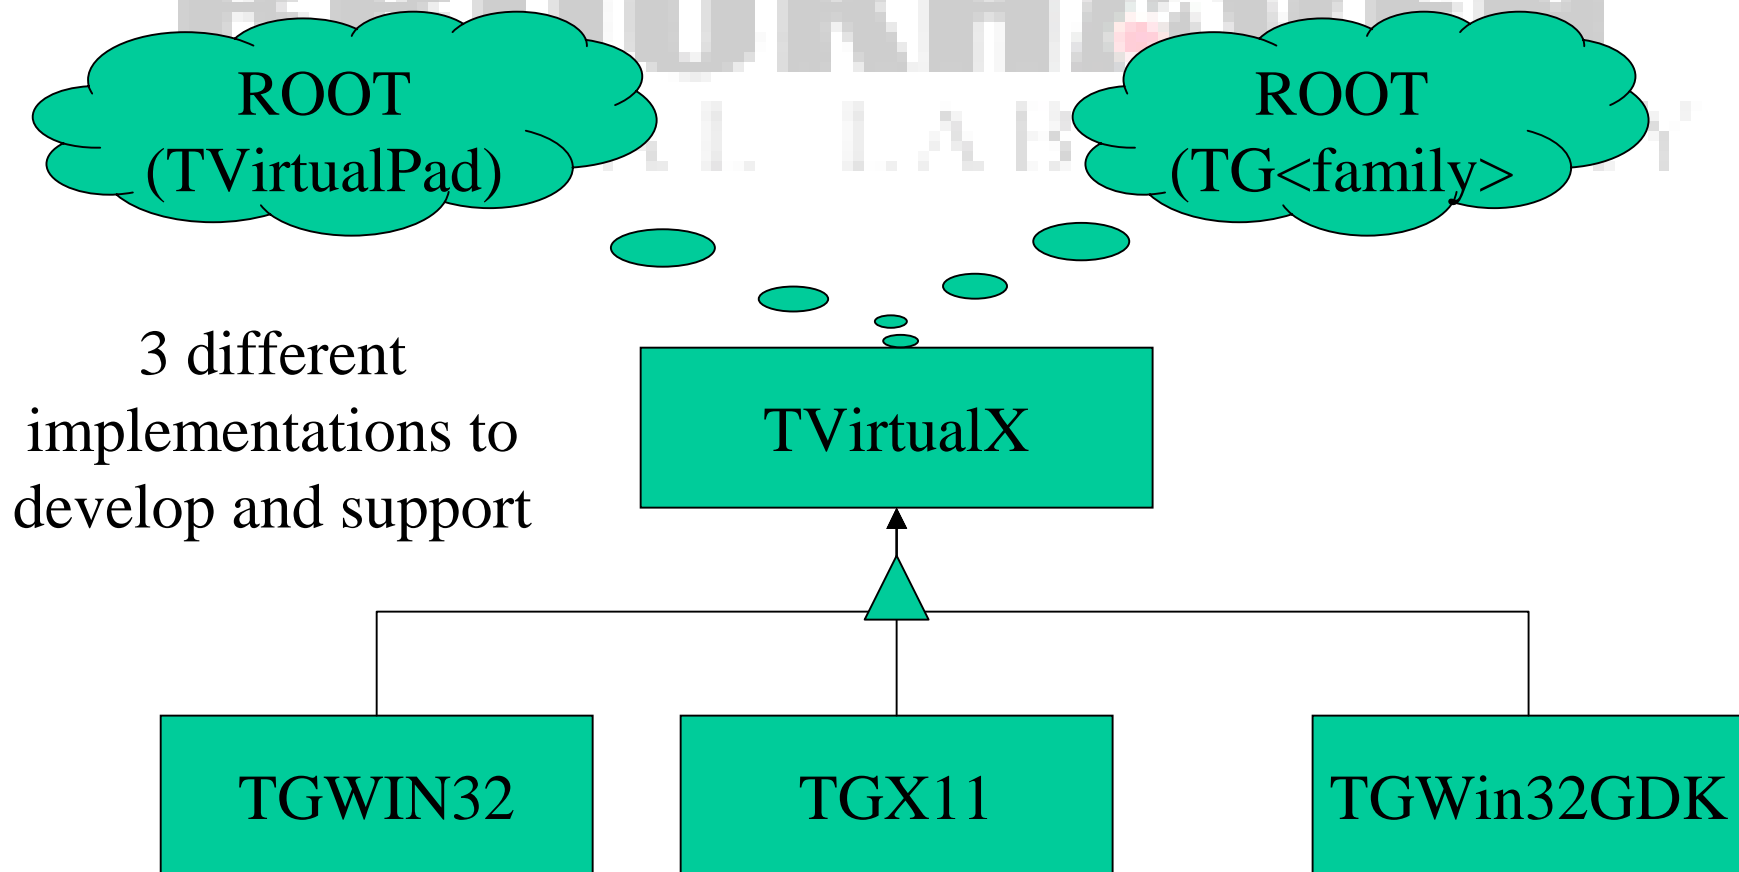 ROOT
(TVirtualPad)
ROOT
(TG<family>
3 different
implementations to
develop and support
TVirtualX
TGWIN32
TGX11
TGWin32GDK